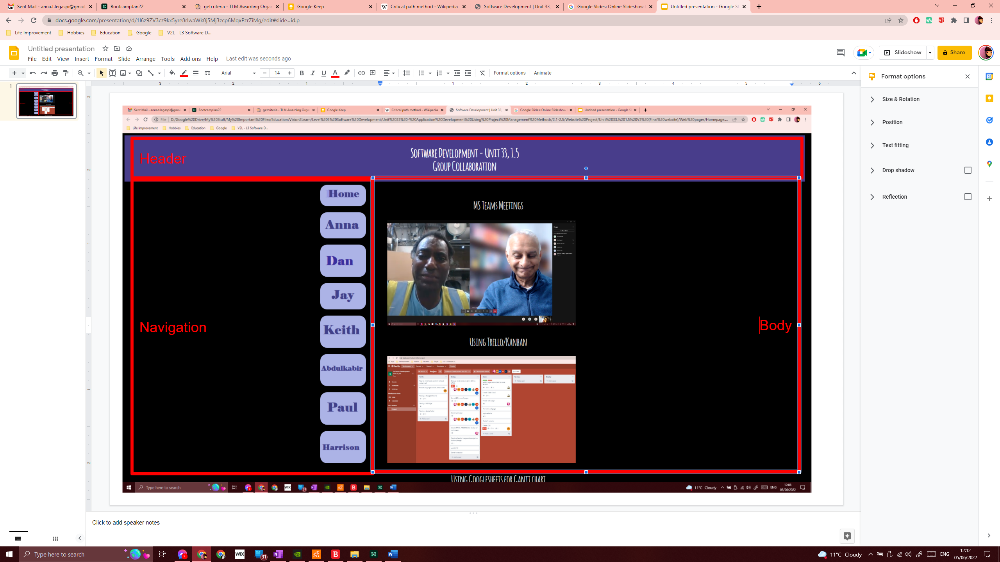 Sent Mail - anna.t.legaspi@gmail
BootcampJan22
getcriteria - TLM Awarding Orga
Google Keep
Critical path method - Wikipedia
Software Development | Unit 33,
Google Slides: Online Slideshow
Untitled presentation - Google Sl
docs.google.com/presentation/d/1I6z9ZV3cz9kx5yre8rlwaWk0j5Mj3zcp6MqxPzrZiMg/edit#slide=id.p
Life Improvement
Hobbies
Education
Google
V2L - L3 Software D...
Untitled presentation
File Edit View Insert Format Slide Arrange Tools Add-ons Help Last edit was seconds ago
Slideshow
Share
Arial
14
Format options
Animate
Format options
Size & Rotation
Position
Text fitting
Drop shadow
Reflection
1
Sent Mail - anna.t.legaspi@gmai
BootcampJan22
getcriteria - TLM Awarding Orga
Google Keep
Critical path method - Wikipedia
Software Development | Unit 33,
Google Slides: Online Slideshow
Untitled presentation - Google Sl
File
D:/Google%20Drive/My%20Stuff/My%20Important%20Files/Education/Vision2Learn/Level%203%20Software%20Development/Unit%2033%20-%20Application%20Development%20Using%20Project%20Management%20Methods/2.1-2.5/Website%20Project/Unit%2033,%201.5%20V3%20(Final%20website)/Web%20pages/Homepage....
Life Improvement
Hobbies
Education
Google
V2L - L3 Software D...
Header
Software Development - Unit 33, 1.5
Group Collaboration
Navigation
Home
Anna
Dan
Jay
Keith
Abdulkabir
Paul
Harrison
MS Teams Meetings
Using Trello/Kanban
Body
Using Googlesheets for Gantt chart
Type here to search
11°C Cloudy
ENG
12:08
05/06/2022
Click to add speaker notes
Type here to search
11°C Cloudy
ENG
12:12
05/06/2022